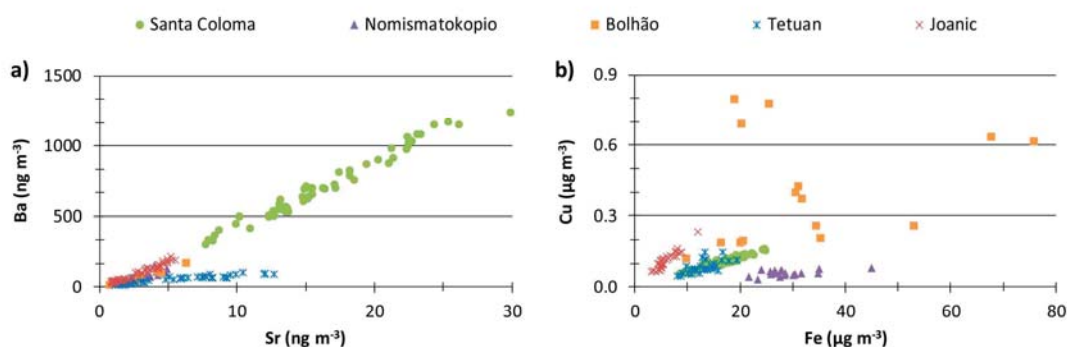 Santa Coloma Nomismatokopio Bolhão Tetuan Joanic
a)
1500
1000
500
0
Ba (ng m⁻³)
0 10 20 30
Sr (ng m⁻³)
b)
0.9
0.6
0.3
0.0
Cu (µg m⁻³)
0 20 40 60 80
Fe (µg m⁻³)